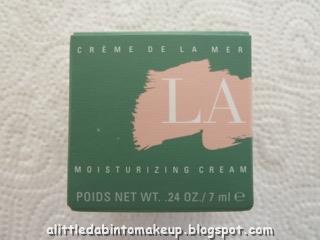 CRÈME DE LA MER
LA
MOISTURIZING CREAM
POIDS NET WT. .24 OZ./7 ml ℮
alittledabintomakeup.blogspot.com